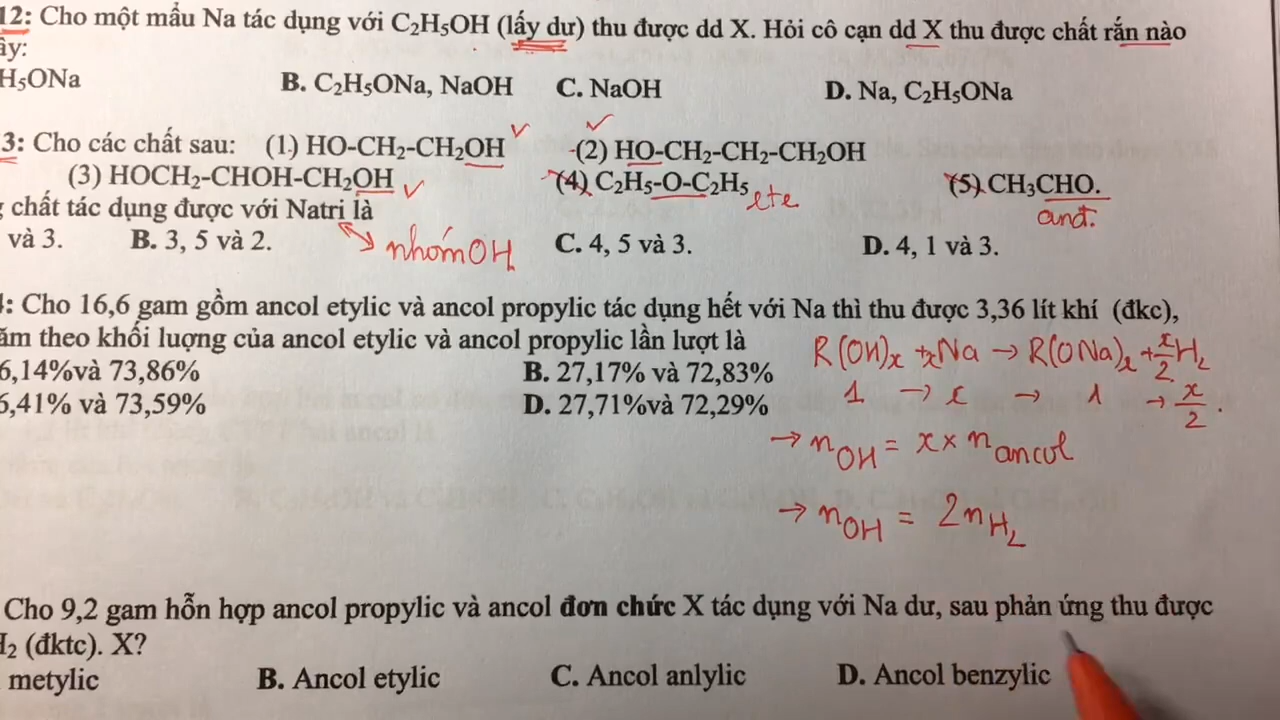 12: Cho một mẩu Na tác dụng với C₂H₅OH (lấy dư) thu được dd X. Hỏi cô cạn dd X thu được chất rắn nào
ây:
H₅ONa B. C₂H₅ONa, NaOH C. NaOH D. Na, C₂H₅ONa
3: Cho các chất sau: (1) HO-CH₂-CH₂OH (2) HO-CH₂-CH₂-CH₂OH
(3) HOCH₂-CHOH-CH₂OH (4) C₂H₅-O-C₂H₅ ete (5) CH₃CHO.
anđ.
chất tác dụng được với Natri là
và 3. B. 3, 5 và 2. nhóm OH C. 4, 5 và 3. D. 4, 1 và 3.
4: Cho 16,6 gam gồm ancol etylic và ancol propylic tác dụng hết với Na thì thu được 3,36 lít khí (đkc),
ăm theo khối luợng của ancol etylic và ancol propylic lần lượt là
6,14%và 73,86% B. 27,17% và 72,83%
6,41% và 73,59% D. 27,71%và 72,29%
R(OH)ₓ + xNa → R(ONa)ₓ + x/2 H₂
1 → x → 1 → x/2.
→ nOH = x × nancol
→ nOH = 2nH₂
Cho 9,2 gam hỗn hợp ancol propylic và ancol đơn chức X tác dụng với Na dư, sau phản ứng thu được
H₂ (đktc). X?
metylic B. Ancol etylic C. Ancol anlylic D. Ancol benzylic